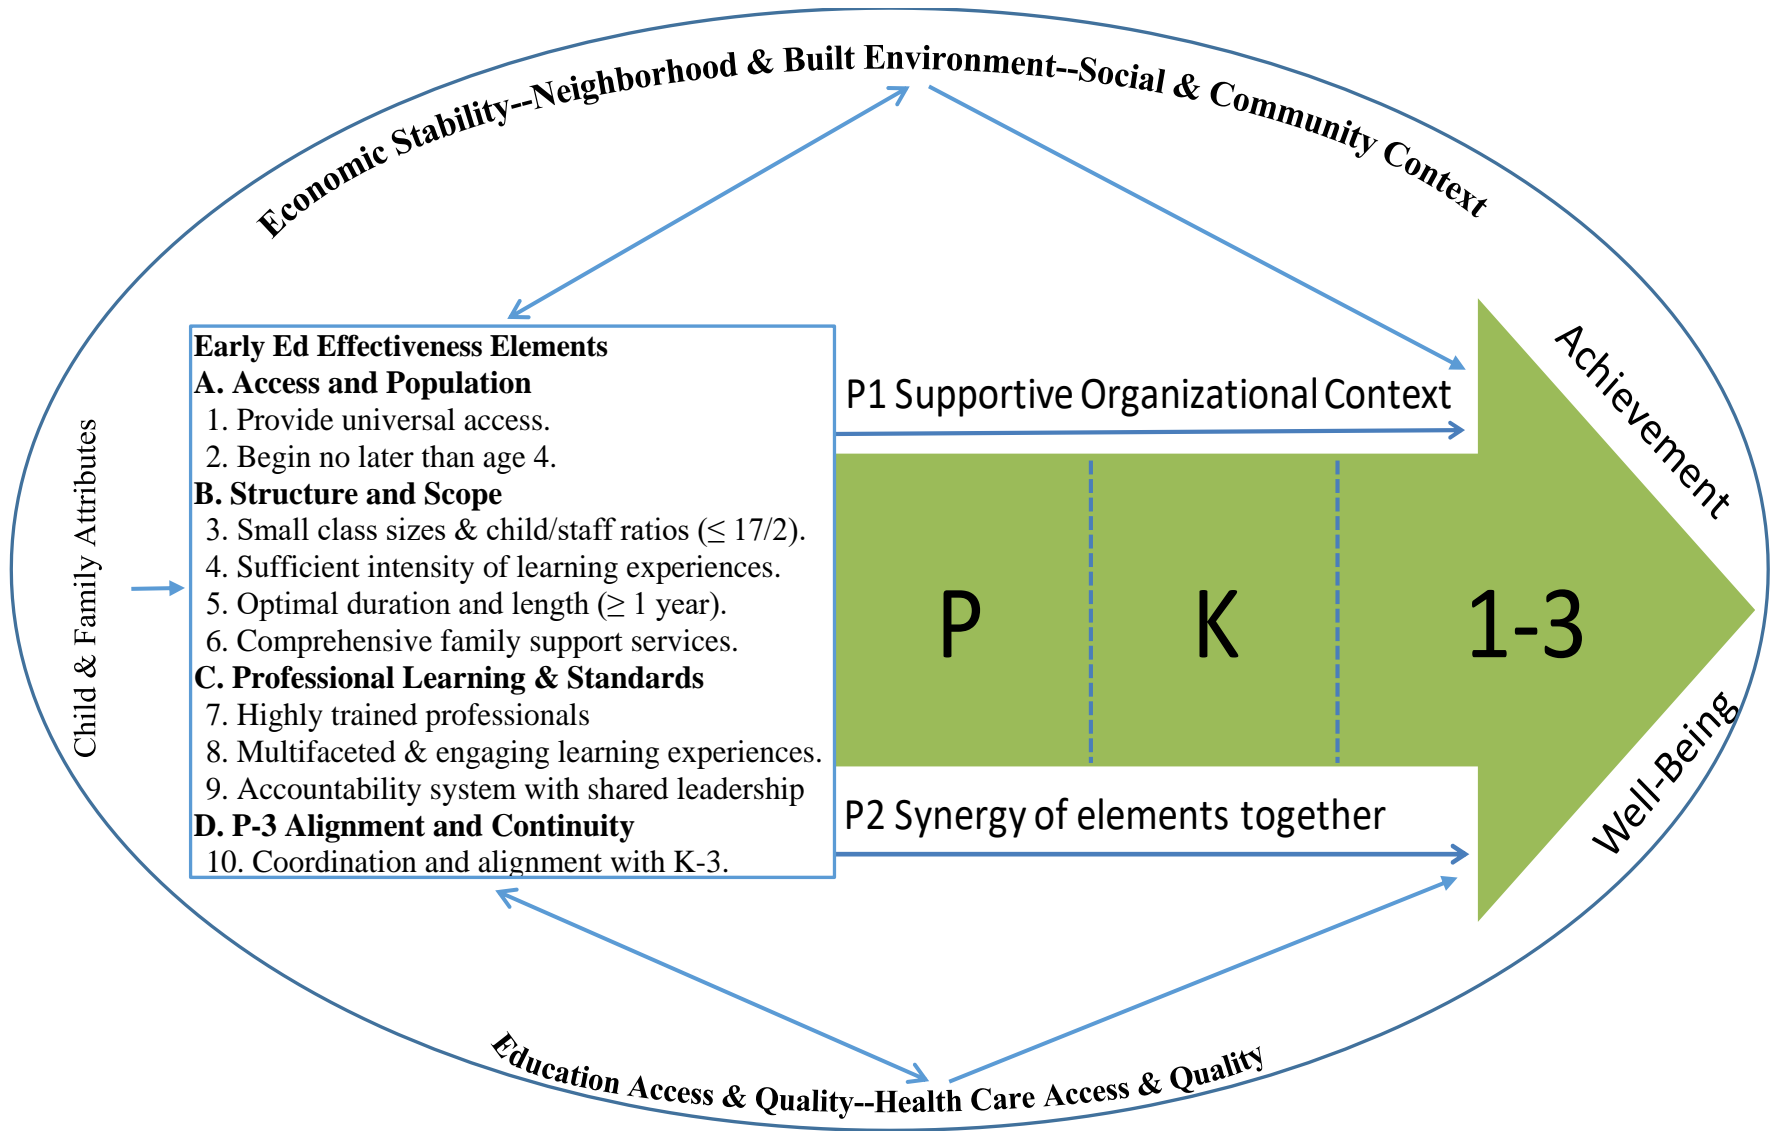 Economic Stability--Neighborhood & Built Environment--Social & Community Context
Child & Family Attributes
Early Ed Effectiveness Elements
A. Access and Population
1. Provide universal access.
2. Begin no later than age 4.
B. Structure and Scope
3. Small class sizes & child/staff ratios (≤ 17/2).
4. Sufficient intensity of learning experiences.
5. Optimal duration and length (≥ 1 year).
6. Comprehensive family support services.
C. Professional Learning & Standards
7. Highly trained professionals
8. Multifaceted & engaging learning experiences.
9. Accountability system with shared leadership
D. P-3 Alignment and Continuity
10. Coordination and alignment with K-3.
P1 Supportive Organizational Context
P K 1-3
P2 Synergy of elements together
Achievement
Well-Being
Education Access & Quality--Health Care Access & Quality